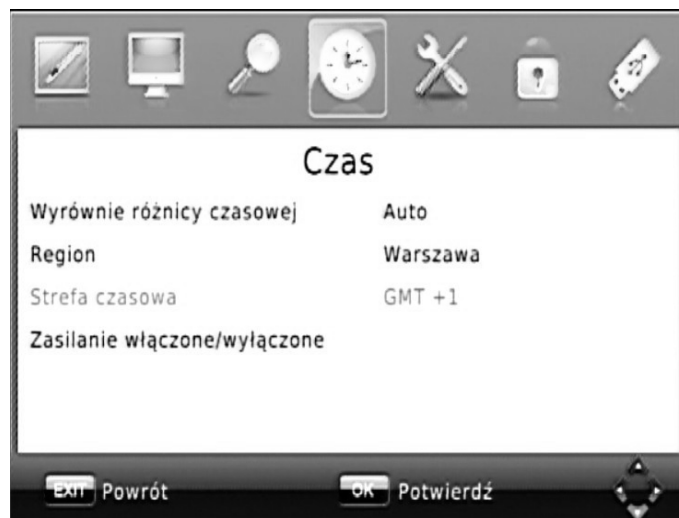 Czas
Wyrównie różnicy czasowej Auto
Region Warszawa
Strefa czasowa GMT +1
Zasilanie włączone/wyłączone
EXIT Powrót OK Potwierdź